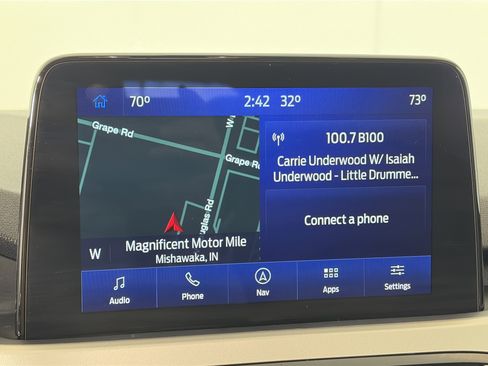 70° 2:42 32° 73°
Grape Rd
Grape Rd
100.7 B100
Carrie Underwood W/ Isaiah
Underwood - Little Drumme...
Connect a phone
W
Magnificent Motor Mile
Mishawaka, IN
Audio Phone Nav Apps Settings